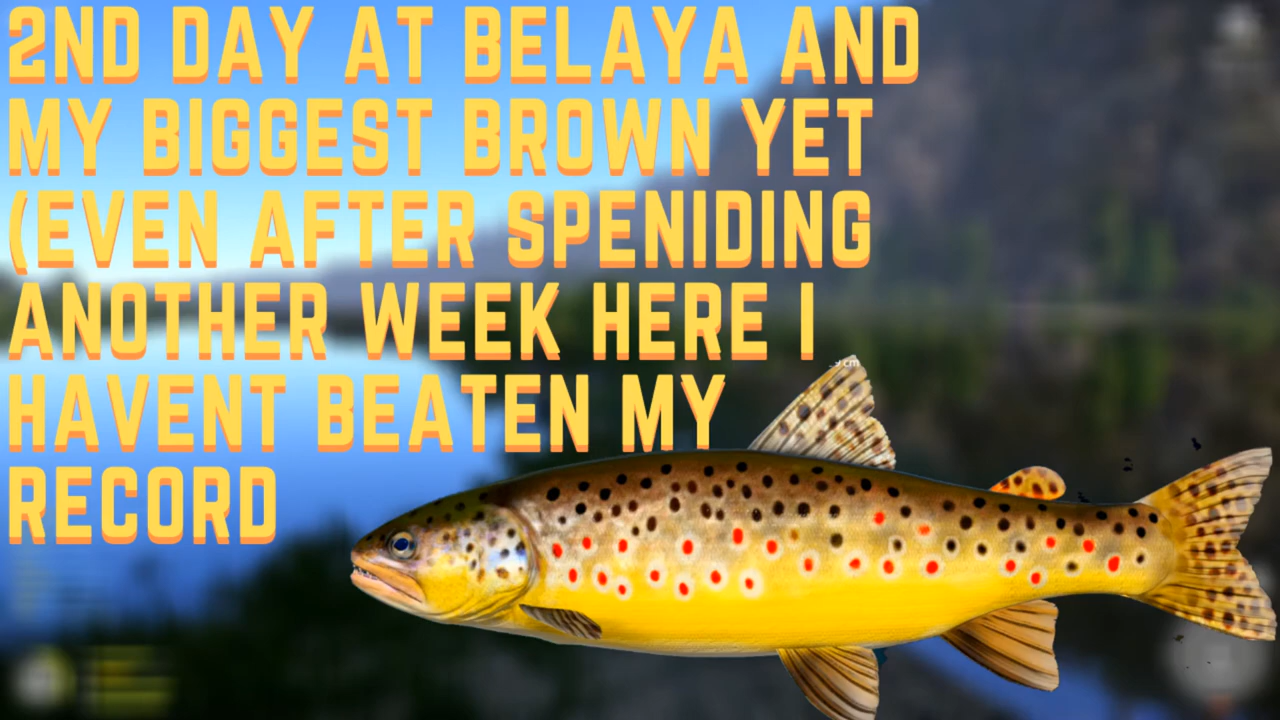 2ND DAY AT BELAYA AND
MY BIGGEST BROWN YET
(EVEN AFTER SPENIDING
ANOTHER WEEK HERE I
HAVENT BEATEN MY
RECORD